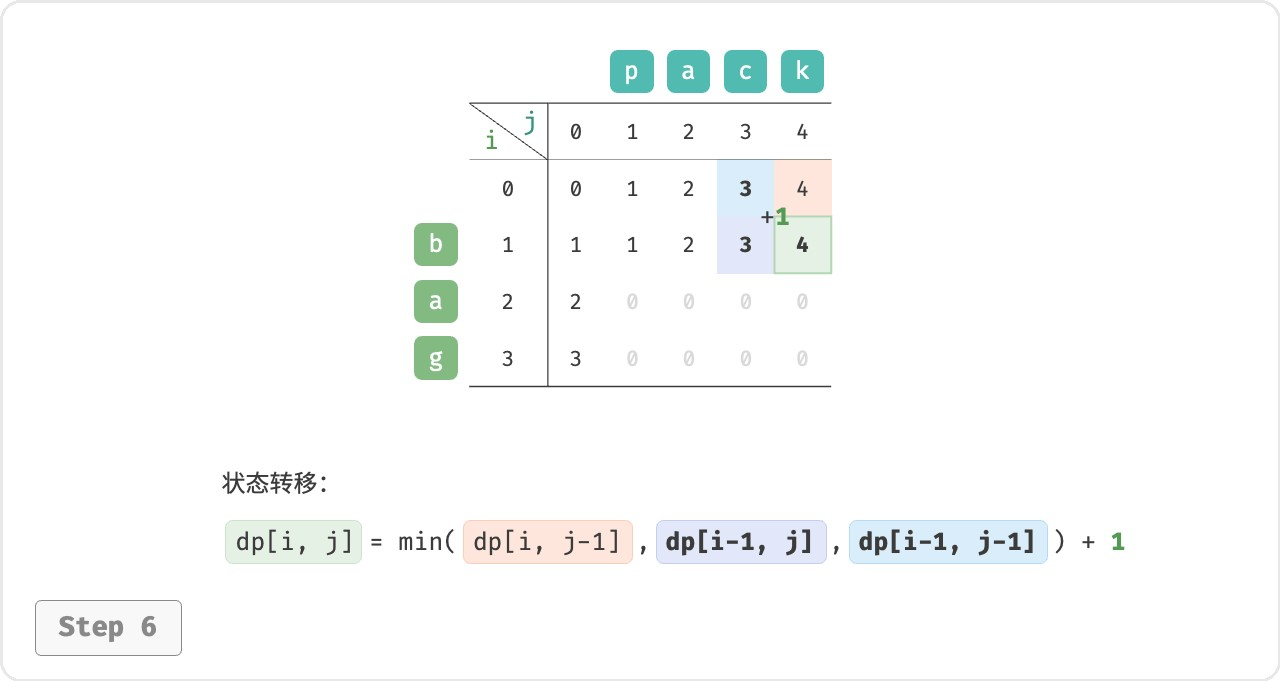 p a c k
j
i
0 1 2 3 4
0 0 1 2 3 4
+1
b 1 1 1 2 3 4
a 2 2 0 0 0 0
g 3 3 0 0 0 0
状态转移：
dp[i, j] = min( dp[i, j-1] , dp[i-1, j] , dp[i-1, j-1] ) + 1
Step 6